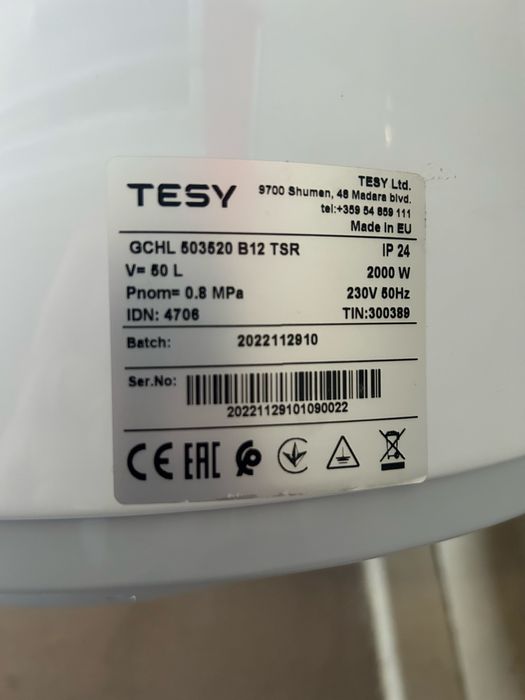 TESY
TESY Ltd.
9700 Shumen, 48 Madara blvd.
tel:+359 54 859 111
Made in EU
GCHL 503520 B12 TSR IP 24
V= 50 L 2000 W
Pnom= 0.8 MPa 230V 50Hz
IDN: 4706 TIN:300389
Batch: 2022112910
Ser.No:
20221129101090022
CE EAC